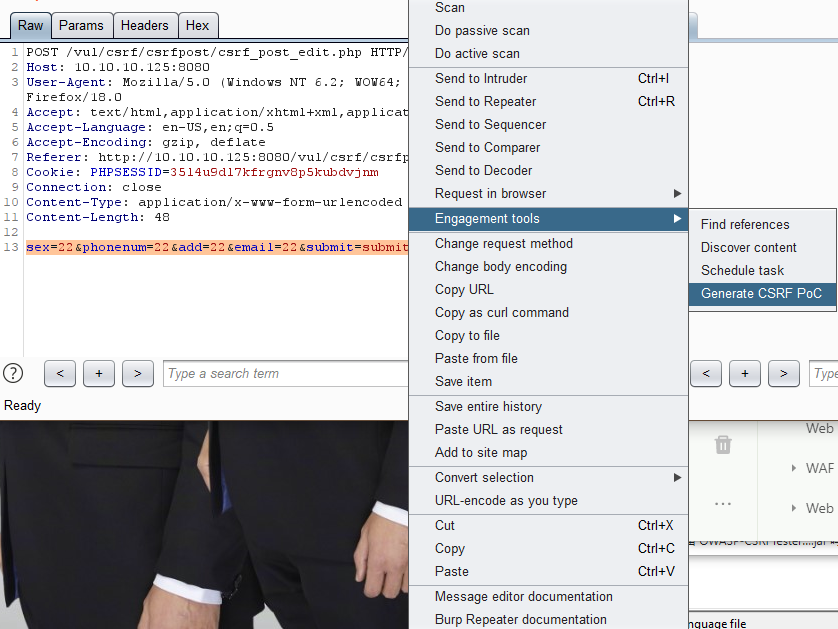 Raw Params Headers Hex
1 POST /vul/csrf/csrfpost/csrf_post_edit.php HTTP/
2 Host: 10.10.10.125:8080
3 User-Agent: Mozilla/5.0 (Windows NT 6.2; WOW64;
Firefox/18.0
4 Accept: text/html,application/xhtml+xml,applicat
5 Accept-Language: en-US,en;q=0.5
6 Accept-Encoding: gzip, deflate
7 Referer: http://10.10.10.125:8080/vul/csrf/csrfp
8 Cookie: PHPSESSID=3514u9d17kfrgnv8p5kubdvjnm
9 Connection: close
10 Content-Type: application/x-www-form-urlencoded
11 Content-Length: 48
12
13 sex=22&phonenum=22&add=22&email=22&submit=submit
? < + > Type a search term
Ready
Scan
Do passive scan
Do active scan
Send to Intruder Ctrl+I
Send to Repeater Ctrl+R
Send to Sequencer
Send to Comparer
Send to Decoder
Request in browser
Engagement tools
Change request method
Change body encoding
Copy URL
Copy as curl command
Copy to file
Paste from file
Save item
Save entire history
Paste URL as request
Add to site map
Convert selection
URL-encode as you type
Cut Ctrl+X
Copy Ctrl+C
Paste Ctrl+V
Message editor documentation
Burp Repeater documentation
Find references
Discover content
Schedule task
Generate CSRF PoC
< + > Type
Web
WAF
Web
OWASP-CSRFTester....jar
nguage file